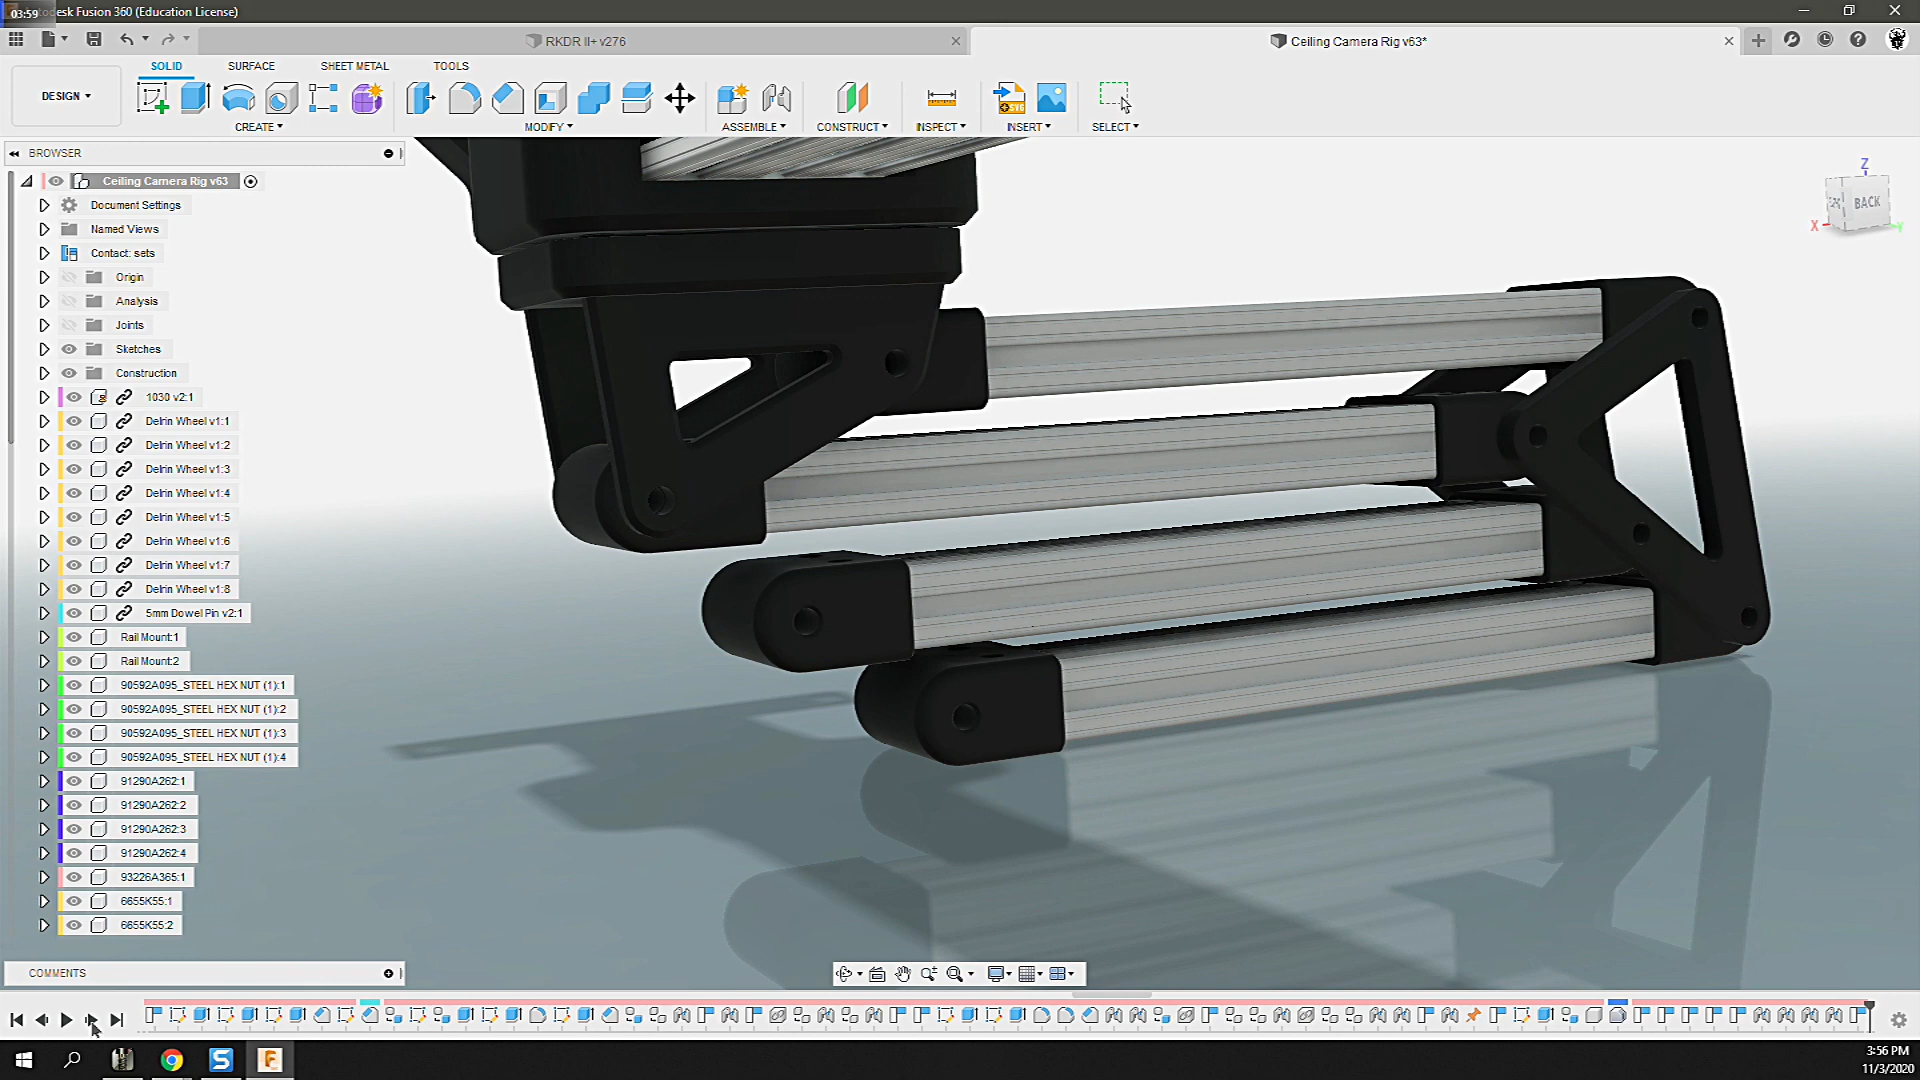 03:59
odesk Fusion 360 (Education License)
RKDR II+ v276
Ceiling Camera Rig v63*
DESIGN
SOLID
SURFACE
SHEET METAL
TOOLS
CREATE
MODIFY
ASSEMBLE
CONSTRUCT
INSPECT
INSERT
SELECT
SVG
BROWSER
Ceiling Camera Rig v63
Document Settings
Named Views
Contact: sets
Origin
Analysis
Joints
Sketches
Construction
1030 v2:1
Delrin Wheel v1:1
Delrin Wheel v1:2
Delrin Wheel v1:3
Delrin Wheel v1:4
Delrin Wheel v1:5
Delrin Wheel v1:6
Delrin Wheel v1:7
Delrin Wheel v1:8
5mm Dowel Pin v2:1
Rail Mount:1
Rail Mount:2
90592A095_STEEL HEX NUT (1):1
90592A095_STEEL HEX NUT (1):2
90592A095_STEEL HEX NUT (1):3
90592A095_STEEL HEX NUT (1):4
91290A262:1
91290A262:2
91290A262:3
91290A262:4
93226A365:1
6655K55:1
6655K55:2
Z
BACK
X
Y
COMMENTS
3:56 PM
11/3/2020